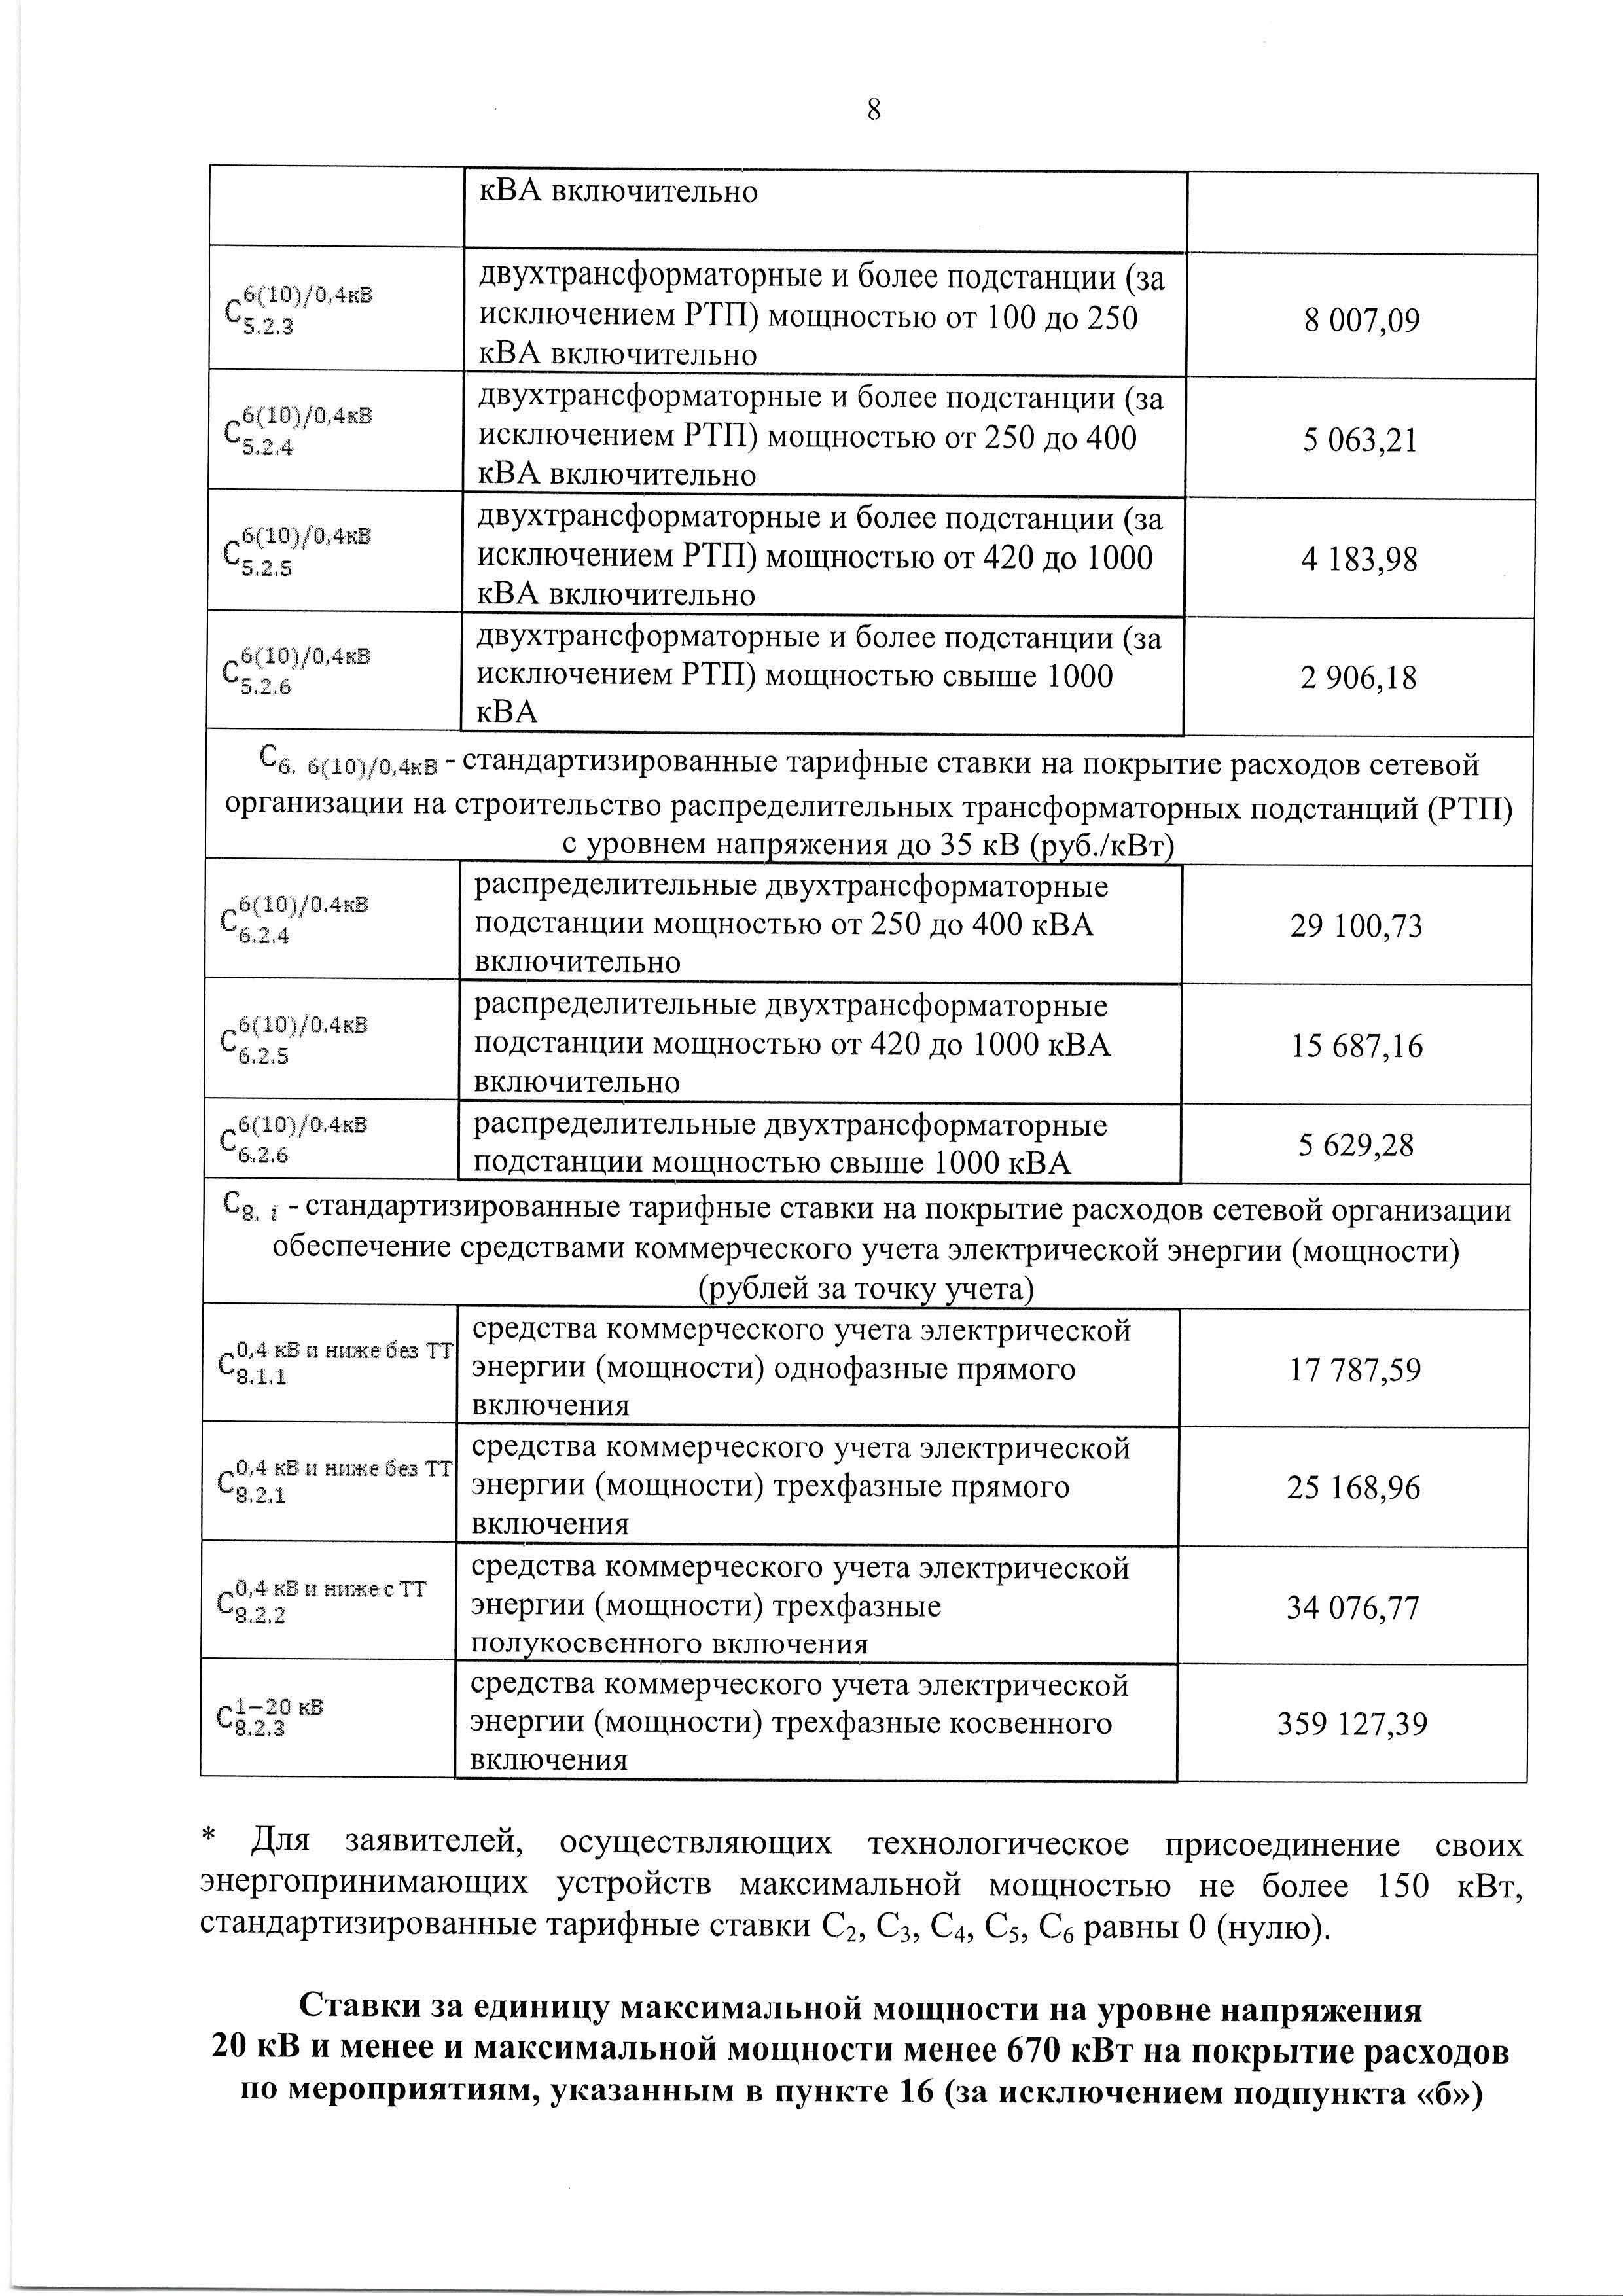 8
кВА включительно
C 6(10)/0,4кВ 5.2.3
двухтрансформаторные и более подстанции (за
исключением РТП) мощностью от 100 до 250
кВА включительно
8 007,09
C 6(10)/0,4кВ 5.2.4
двухтрансформаторные и более подстанции (за
исключением РТП) мощностью от 250 до 400
кВА включительно
5 063,21
C 6(10)/0,4кВ 5.2.5
двухтрансформаторные и более подстанции (за
исключением РТП) мощностью от 420 до 1000
кВА включительно
4 183,98
C 6(10)/0,4кВ 5.2.6
двухтрансформаторные и более подстанции (за
исключением РТП) мощностью свыше 1000
кВА
2 906,18
C6. 6(10)/0,4кВ - стандартизированные тарифные ставки на покрытие расходов сетевой
организации на строительство распределительных трансформаторных подстанций (РТП)
с уровнем напряжения до 35 кВ (руб./кВт)
C 6(10)/0.4кВ 6.2.4
распределительные двухтрансформаторные
подстанции мощностью от 250 до 400 кВА
включительно
29 100,73
C 6(10)/0.4кВ 6.2.5
распределительные двухтрансформаторные
подстанции мощностью от 420 до 1000 кВА
включительно
15 687,16
C 6(10)/0.4кВ 6.2.6
распределительные двухтрансформаторные
подстанции мощностью свыше 1000 кВА
5 629,28
C8. i - стандартизированные тарифные ставки на покрытие расходов сетевой организации
обеспечение средствами коммерческого учета электрической энергии (мощности)
(рублей за точку учета)
C 0,4 кВ и ниже без ТТ 8.1.1
средства коммерческого учета электрической
энергии (мощности) однофазные прямого
включения
17 787,59
C 0,4 кВ и ниже без ТТ 8.2.1
средства коммерческого учета электрической
энергии (мощности) трехфазные прямого
включения
25 168,96
C 0,4 кВ и ниже с ТТ 8.2.2
средства коммерческого учета электрической
энергии (мощности) трехфазные
полукосвенного включения
34 076,77
C 1–20 кВ 8.2.3
средства коммерческого учета электрической
энергии (мощности) трехфазные косвенного
включения
359 127,39
* Для заявителей, осуществляющих технологическое присоединение своих
энергопринимающих устройств максимальной мощностью не более 150 кВт,
стандартизированные тарифные ставки С2, С3, С4, С5, С6 равны 0 (нулю).
Ставки за единицу максимальной мощности на уровне напряжения
20 кВ и менее и максимальной мощности менее 670 кВт на покрытие расходов
по мероприятиям, указанным в пункте 16 (за исключением подпункта «б»)